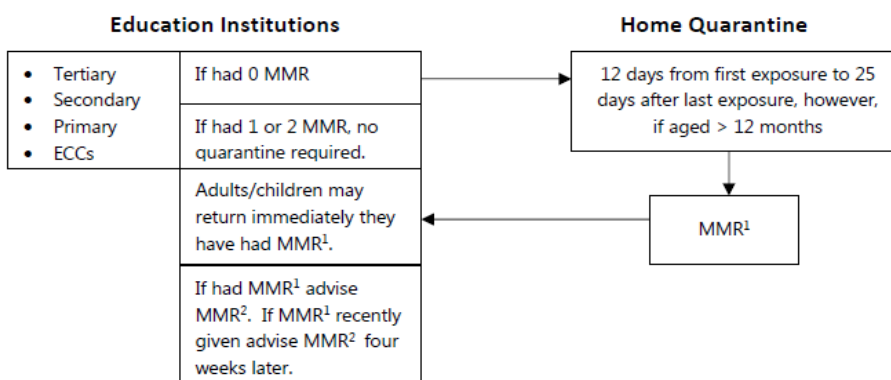 Education Institutions
Home Quarantine
• Tertiary
• Secondary
• Primary
• ECCs
If had 0 MMR
If had 1 or 2 MMR, no
quarantine required.
Adults/children may
return immediately they
have had MMR¹.
If had MMR¹ advise
MMR². If MMR¹ recently
given advise MMR² four
weeks later.
12 days from first exposure to 25
days after last exposure, however,
if aged > 12 months
MMR¹